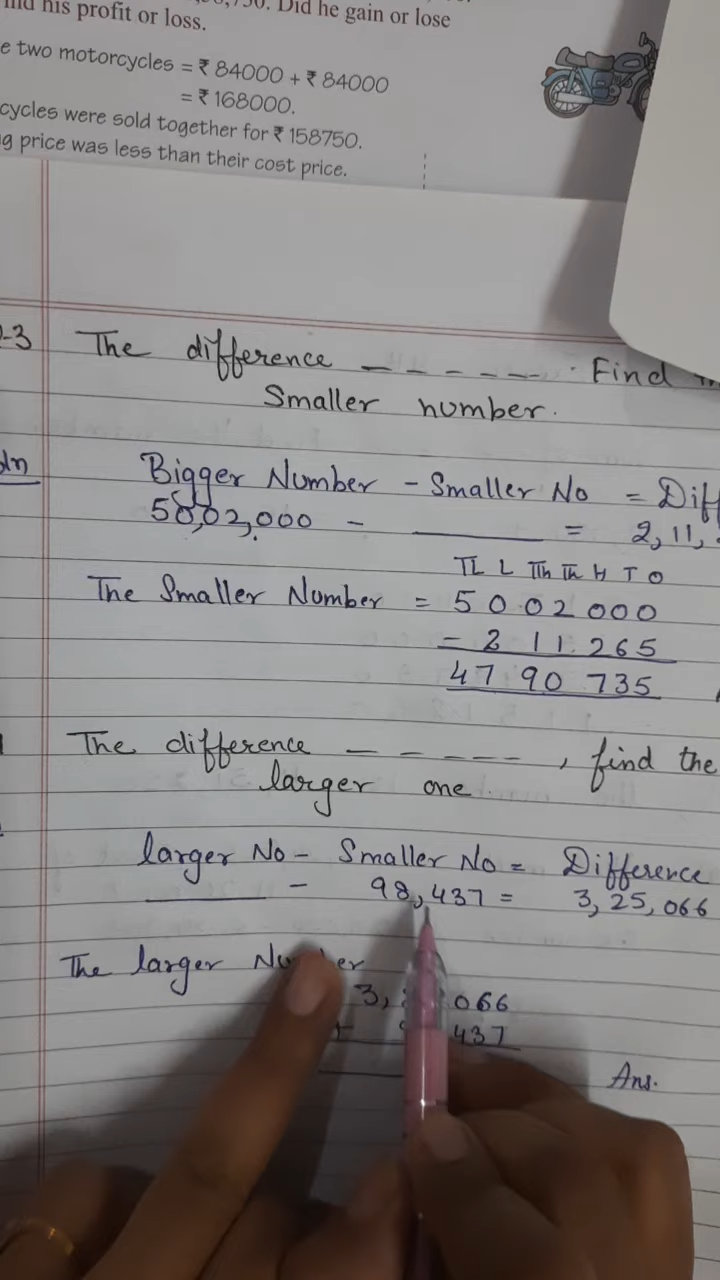 his profit or loss. Did he gain or lose
two motorcycles = ₹ 84000 + ₹ 84000
= ₹ 168000.
cycles were sold together for ₹ 158750.
price was less than their cost price.
The difference _ _ _ _ _ _ . Find
Smaller number.
Bigger Number - Smaller No = Diff
50,02,000 - ______ = 2,11,
TL L TTh Th H T O
The Smaller Number = 5 0 0 2 0 0 0
- 2 1 1 2 6 5
4 7 9 0 7 3 5
The difference _ _ _ _ _ , find the
larger one.
larger No - Smaller No = Difference
______ - 98,437 = 3,25,066
The larger
3, 066
+ 437
Ans.